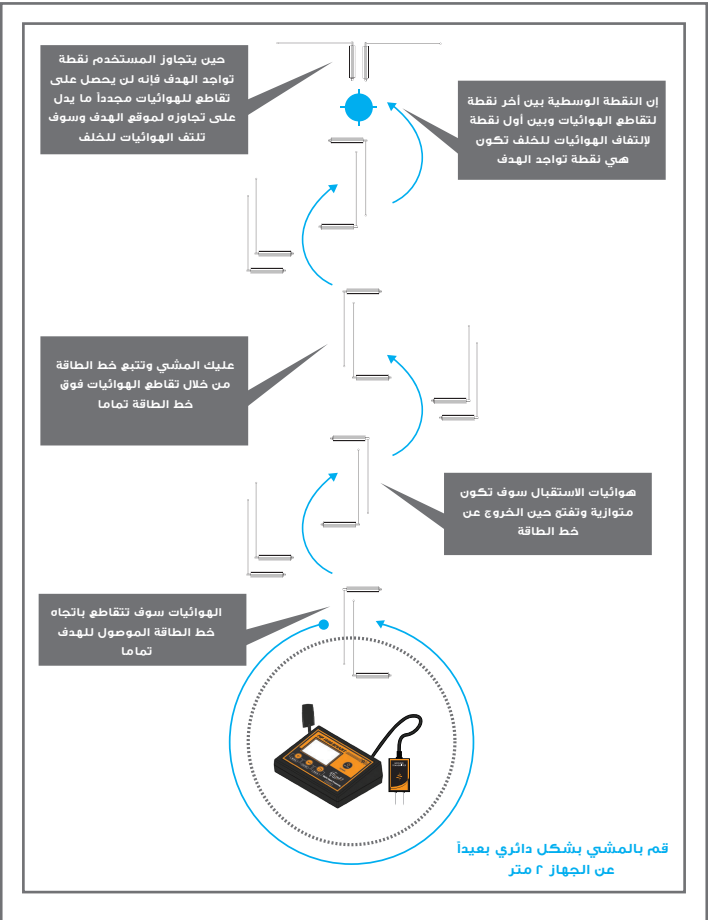 حين يتجاوز المستخدم نقطة
تواجد الهدف فإنه لن يحصل على
تقاطع للهوائيات مجدداً ما يدل
على تجاوزه لموقع الهدف وسوف
تلتف الهوائيات للخلف
إن النقطة الوسطية بين أخر نقطة
لتقاطع الهوائيات وبين أول نقطة
لإلتفاف الهوائيات للخلف تكون
هي نقطة تواجد الهدف
عليك المشي وتتبع خط الطاقة
من خلال تقاطع الهوائيات فوق
خط الطاقة تماما
هوائيات الاستقبال سوف تكون
متوازية وتفتح حين الخروج عن
خط الطاقة
الهوائيات سوف تتقاطع باتجاه
خط الطاقة الموصول للهدف
تماما
قم بالمشي بشكل دائري بعيداً
عن الجهاز ٢ متر